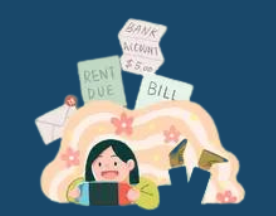 BANK
ACCOUNT
$5.00
RENT
DUE
BILL